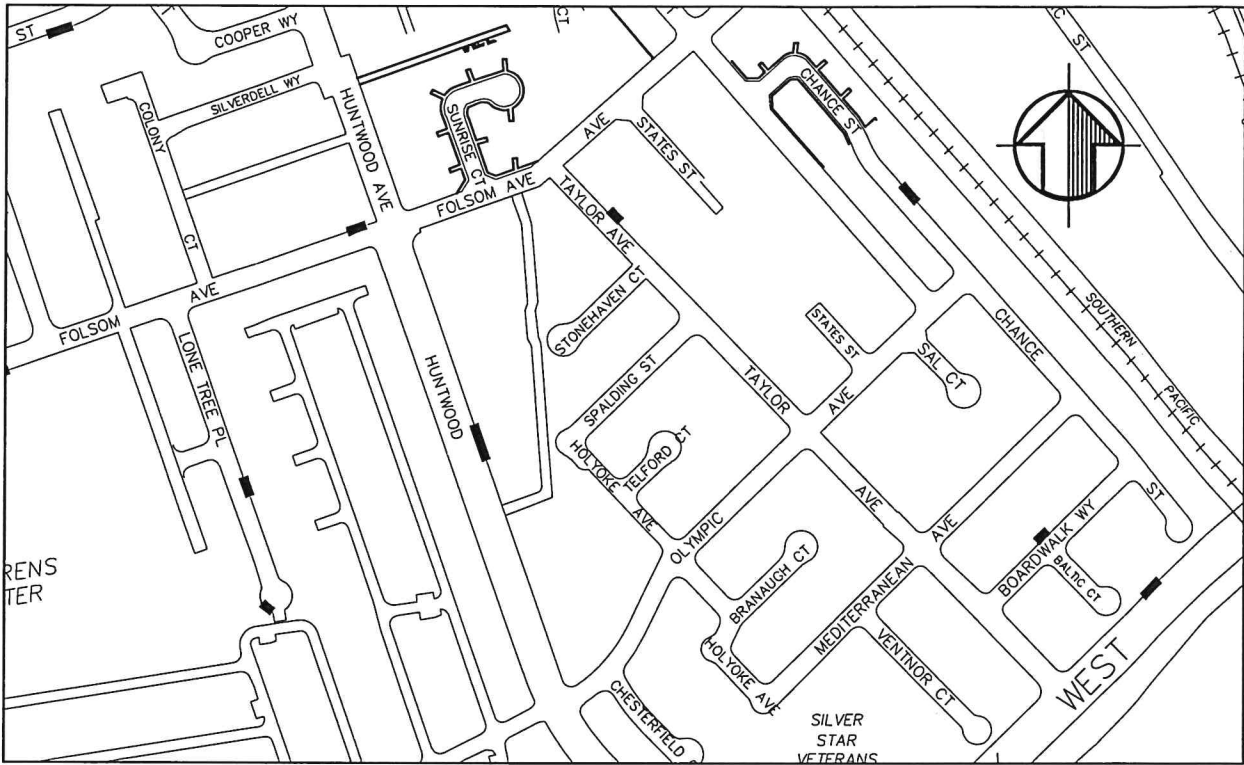 ST
COOPER WY
CT
C ST
SILVERDELL WY
COLONY
CT
HUNTWOOD AVE
SUNRISE CT
CHANCE ST
AVE
STATES ST
FOLSOM AVE
TAYLOR AVE
FOLSOM
AVE
STONEHAVEN CT
LONE TREE PL
HUNTWOOD
SPALDING ST
TAYLOR
AVE
STATES ST
AVE
SAL CT
CHANCE
ST
SOUTHERN
PACIFIC
HOLYOKE
AVE
TELFORD CT
OLYMPIC
BRANAUGH CT
MEDITERRANEAN
AVE
BOARDWALK WY
BALTIC CT
RENS
TER
HOLYOKE AVE
VENTNOR CT
WEST
CHESTERFIELD
SILVER
STAR
VETERANS